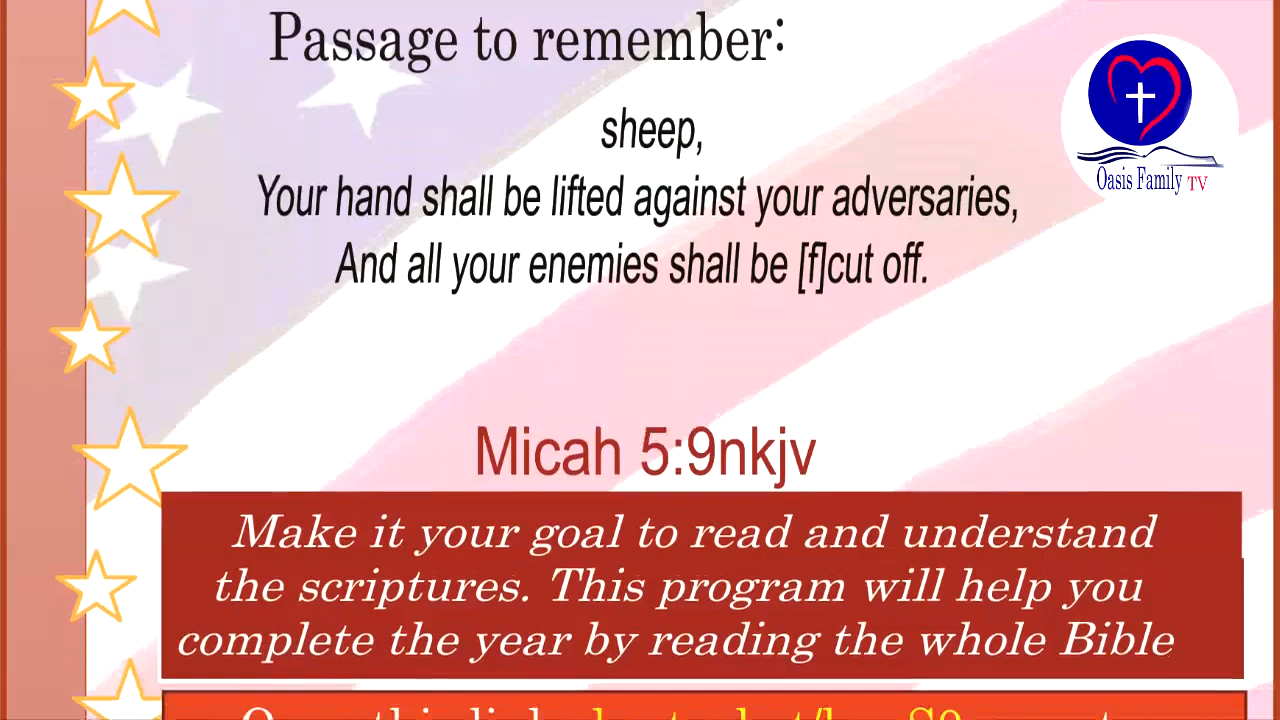 Passage to remember:
sheep,
Your hand shall be lifted against your adversaries,
And all your enemies shall be [f]cut off.
Oasis Family TV
Micah 5:9nkjv
Make it your goal to read and understand
the scriptures. This program will help you
complete the year by reading the whole Bible